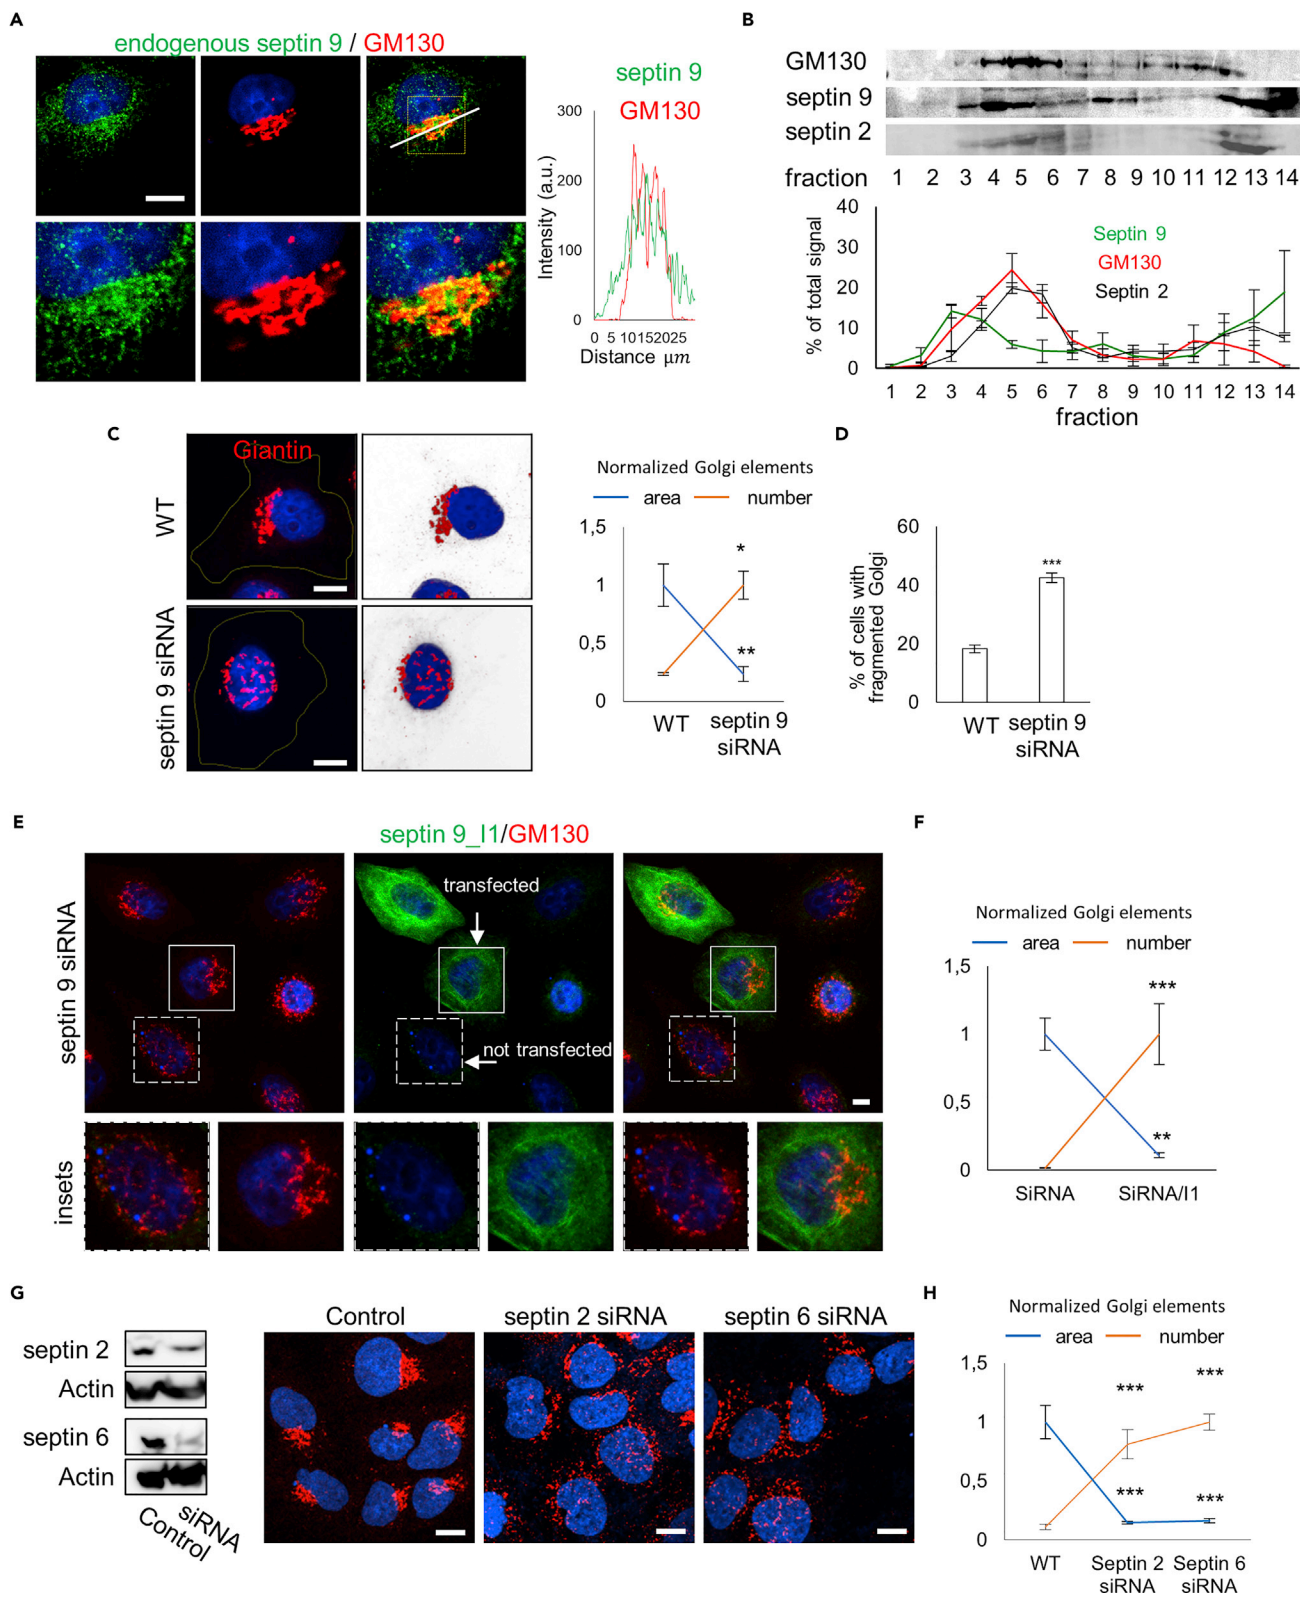 A
endogenous septin 9 / GM130
septin 9
GM130
300
200
100
0
Intensity (a.u.)
0 5 10152025
Distance μm
B
GM130
septin 9
septin 2
fraction 1 2 3 4 5 6 7 8 9 10 11 12 13 14
40
30
20
10
0
% of total signal
Septin 9
GM130
Septin 2
1 2 3 4 5 6 7 8 9 10 11 12 13 14
fraction
C
WT
Giantin
septin 9 siRNA
Normalized Golgi elements
area number
1,5
1
0,5
0
*
**
WT septin 9
siRNA
D
60
40
20
0
% of cells with
fragmented Golgi
***
WT septin 9
siRNA
E
septin 9_I1/GM130
septin 9 siRNA
transfected
not transfected
insets
F
Normalized Golgi elements
area number
1,5
1
0,5
0
***
**
SiRNA SiRNA/I1
G
septin 2
Actin
septin 6
Actin
Control
siRNA
Control septin 2 siRNA septin 6 siRNA
H
Normalized Golgi elements
area number
1,5
1
0,5
0
*** ***
*** ***
WT Septin 2 Septin 6
siRNA siRNA